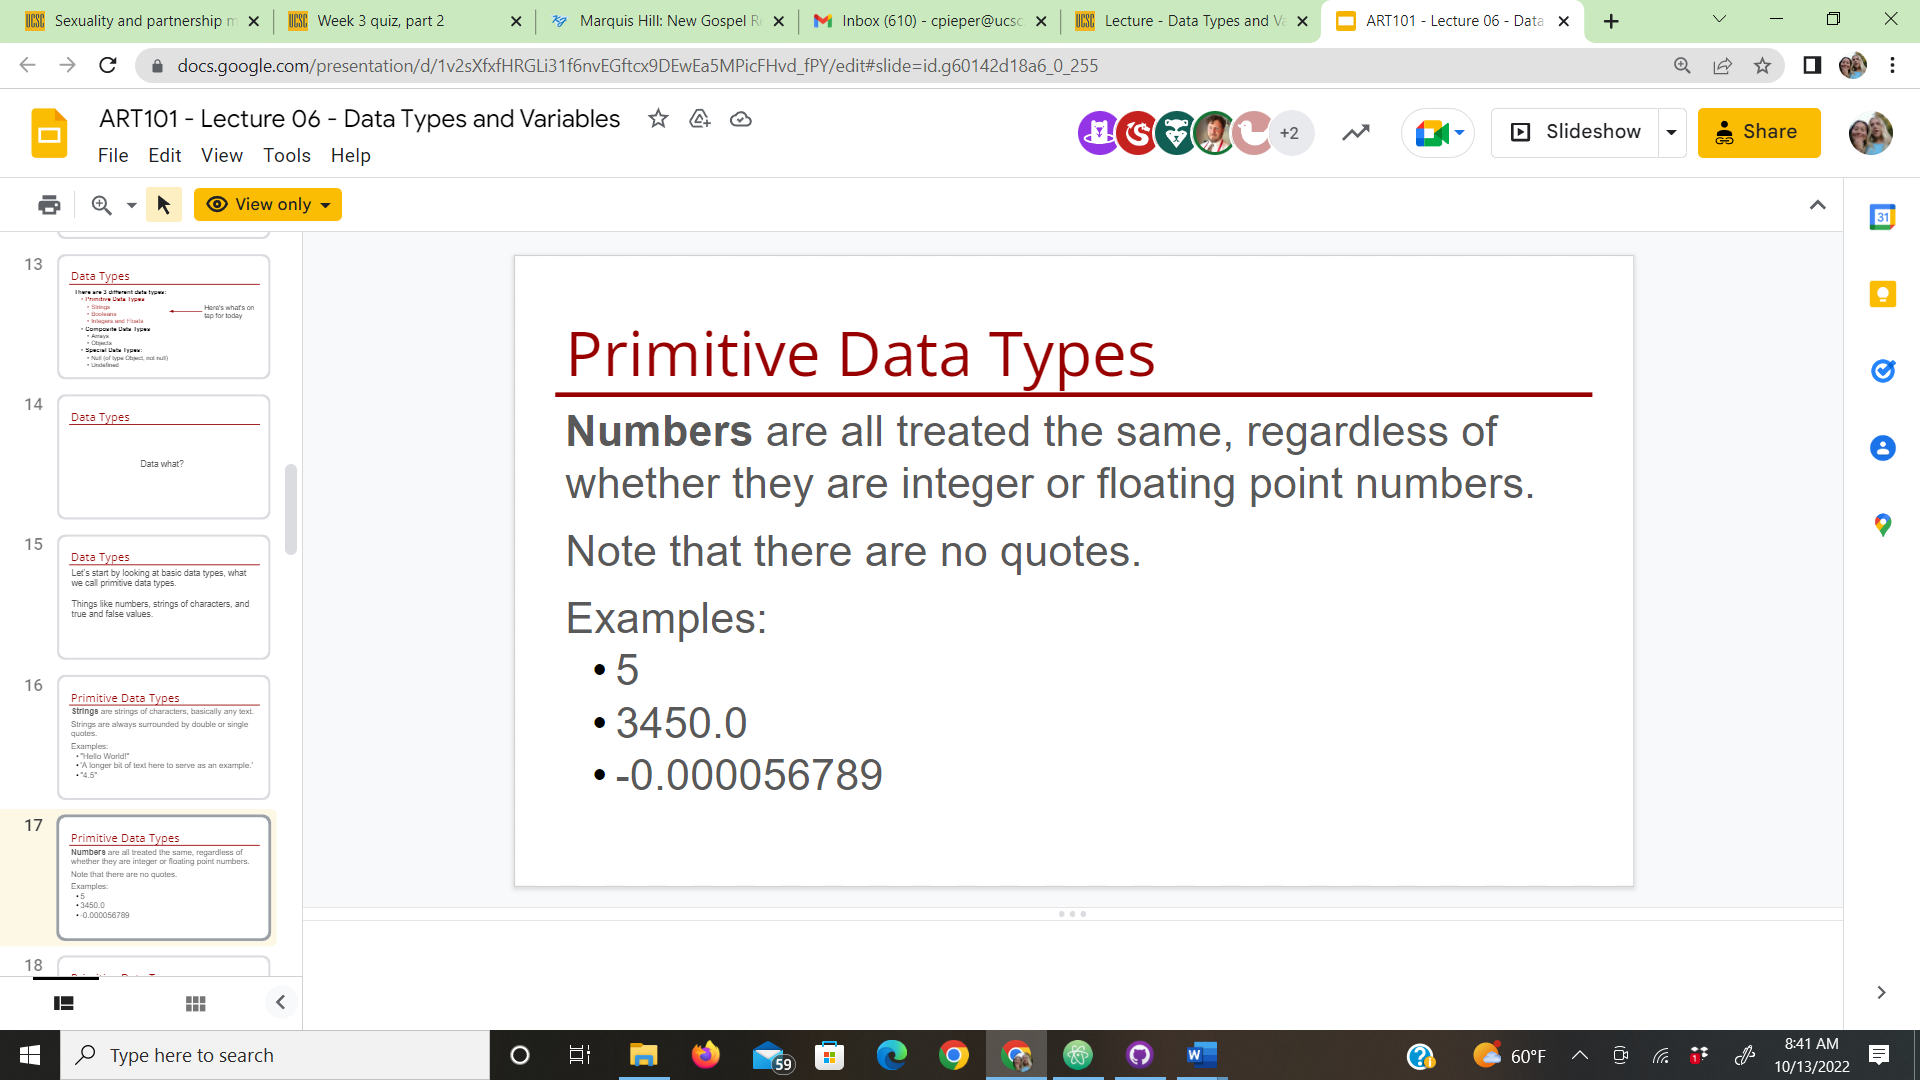 Sexuality and partnership m
Week 3 quiz, part 2
Marquis Hill: New Gospel R
Inbox (610) - cpieper@ucsc
Lecture - Data Types and Va
ART101 - Lecture 06 - Data
docs.google.com/presentation/d/1v2sXfxfHRGLi31f6nvEGftcx9DEwEa5MPicFHvd_fPY/edit#slide=id.g60142d18a6_0_255
ART101 - Lecture 06 - Data Types and Variables
File Edit View Tools Help
+2
Slideshow
Share
View only
13
Data Types
There are 3 different data types:
• Primitive Data Types
• Strings
• Booleans
• Integers and Floats
• Composite Data Types
• Arrays
• Objects
• Special Data Types:
• Null (of type Object, not null)
• Undefined
Here's what's on
tap for today
14
Data Types
Data what?
15
Data Types
Let's start by looking at basic data types, what
we call primitive data types.
Things like numbers, strings of characters, and
true and false values.
16
Primitive Data Types
Strings are strings of characters, basically any text.
Strings are always surrounded by double or single
quotes.
Examples:
• "Hello World!"
• 'A longer bit of text here to serve as an example.'
• "4.5"
17
Primitive Data Types
Numbers are all treated the same, regardless of
whether they are integer or floating point numbers.
Note that there are no quotes.
Examples:
• 5
• 3450.0
• -0.000056789
18
Primitive Data Types
Numbers are all treated the same, regardless of
whether they are integer or floating point numbers.
Note that there are no quotes.
Examples:
• 5
• 3450.0
• -0.000056789
31
Type here to search
59
60°F
8:41 AM
10/13/2022